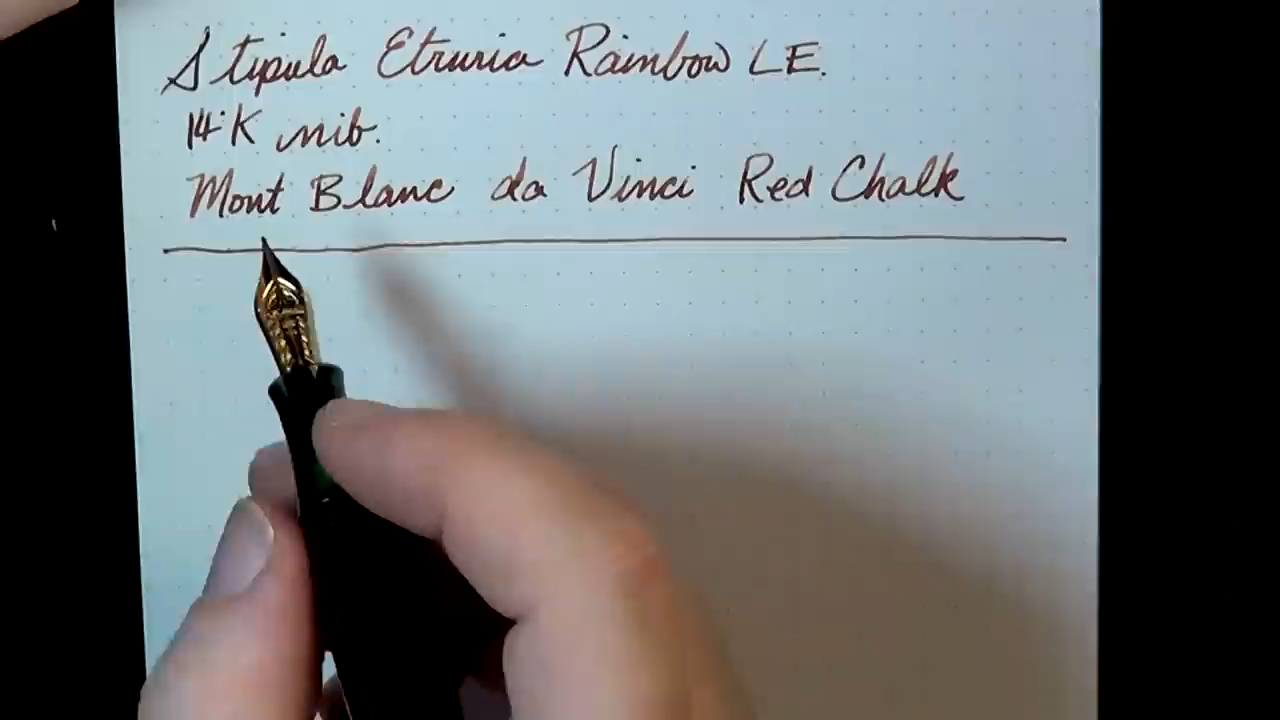 Stipula Etruria Rainbow LE.
14K nib.
Mont Blanc da Vinci Red Chalk